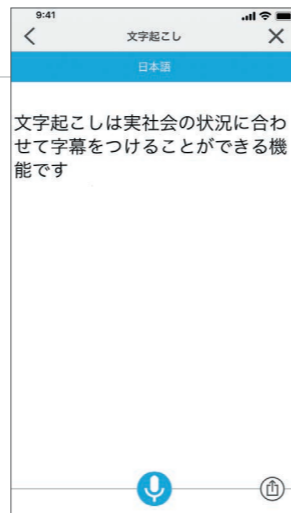 9:41
文字起こし
日本語
文字起こしは実社会の状況に合わ
せて字幕をつけることができる機
能です